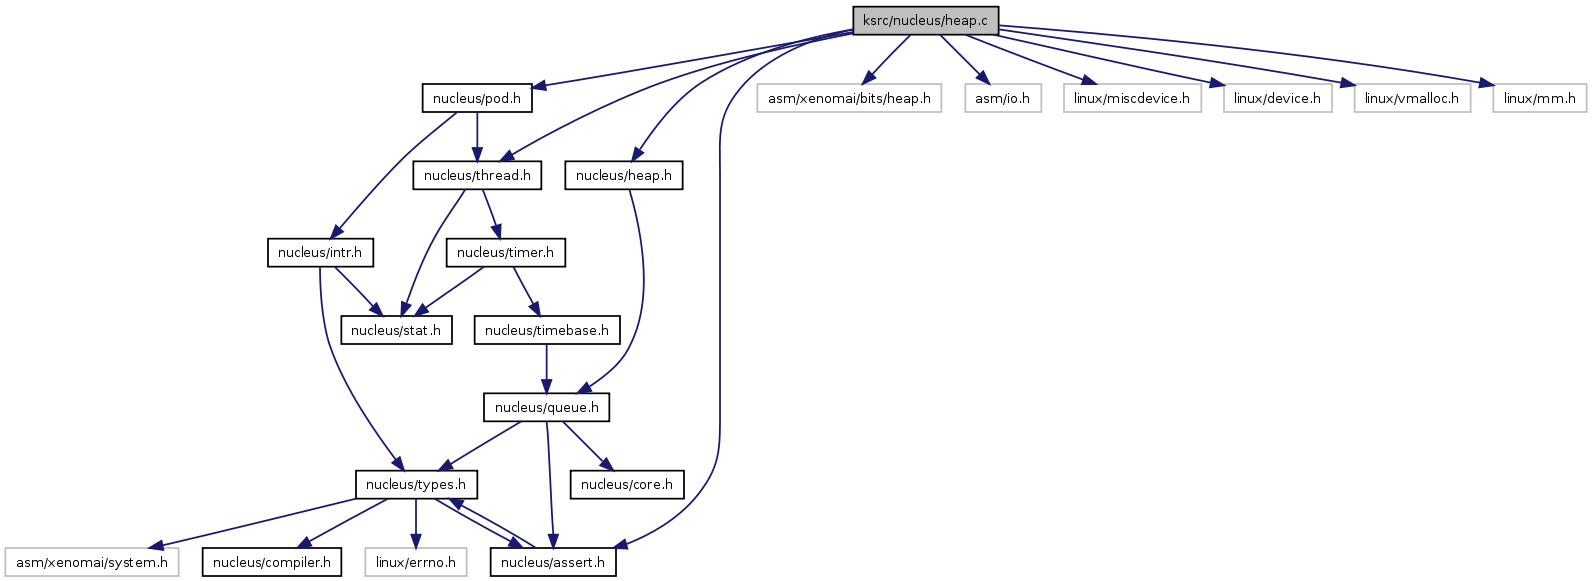 ksrc/nucleus/heap.c
nucleus/pod.h
asm/xenomai/bits/heap.h
asm/io.h
linux/miscdevice.h
linux/device.h
linux/vmalloc.h
linux/mm.h
nucleus/thread.h
nucleus/heap.h
nucleus/intr.h
nucleus/timer.h
nucleus/stat.h
nucleus/timebase.h
nucleus/queue.h
nucleus/types.h
nucleus/core.h
asm/xenomai/system.h
nucleus/compiler.h
linux/errno.h
nucleus/assert.h